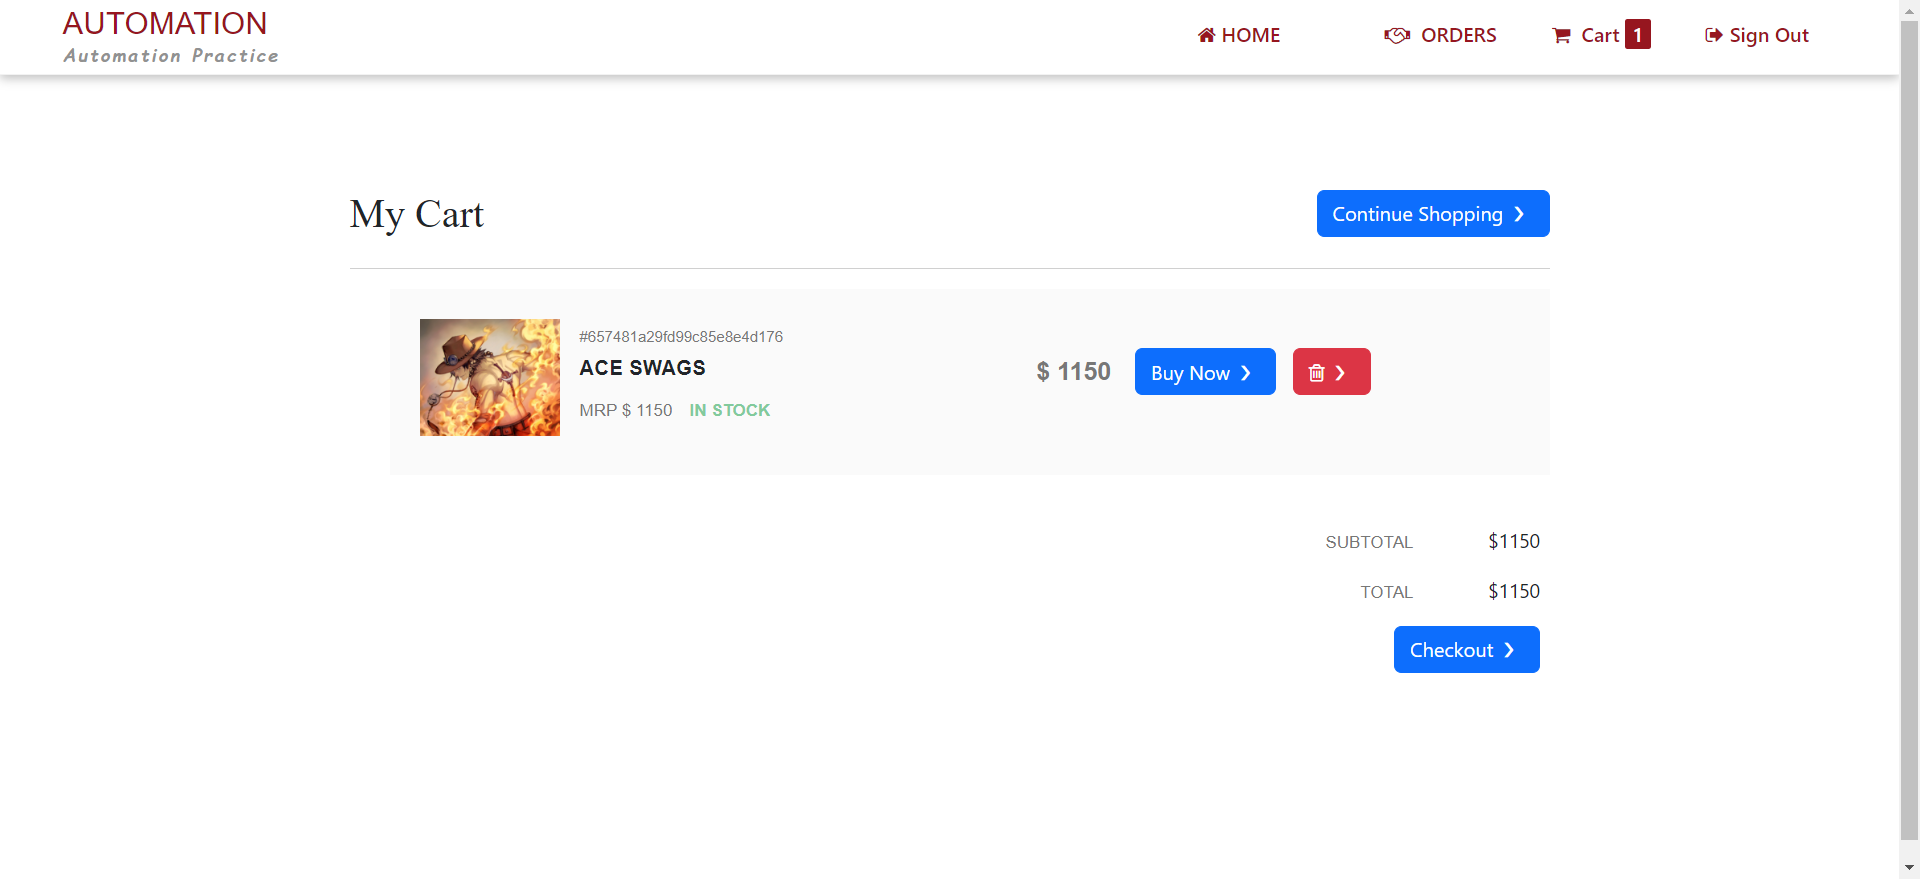 AUTOMATION
Automation Practice
HOME
ORDERS
Cart 1
Sign Out
My Cart
Continue Shopping ❯
#657481a29fd99c85e8e4d176
ACE SWAGS
MRP $ 1150 IN STOCK
$ 1150
Buy Now ❯
❯
SUBTOTAL $1150
TOTAL $1150
Checkout ❯